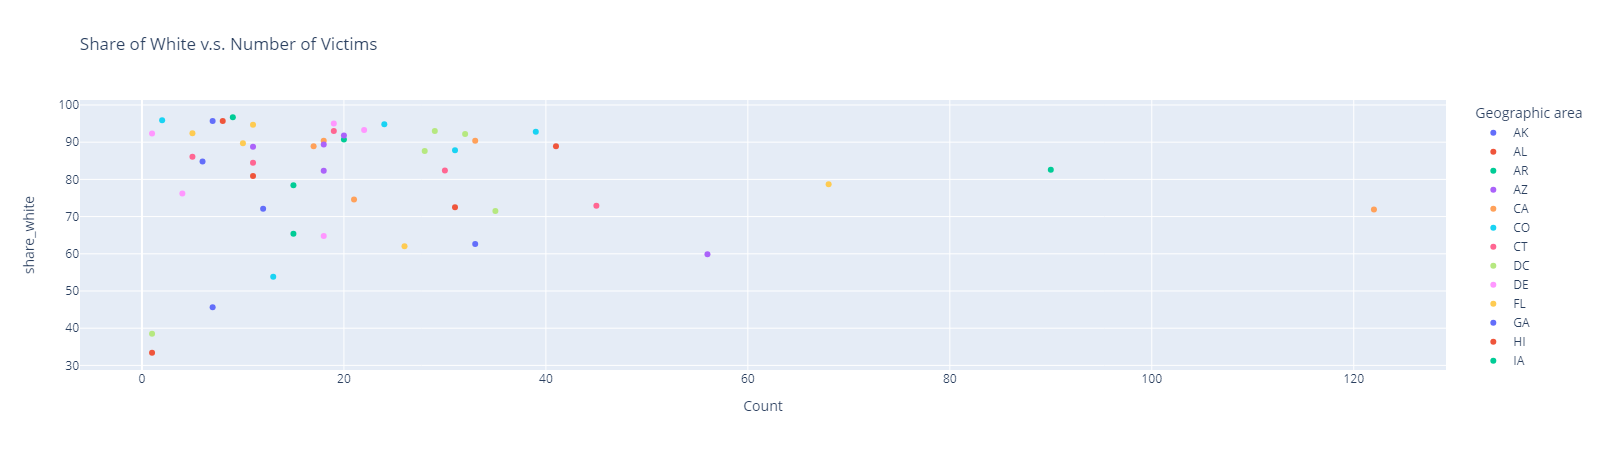 Share of White v.s. Number of Victims
100
90
80
70
60
50
40
30
share_white
0 20 40 60 80 100 120
Count
Geographic area
AK
AL
AR
AZ
CA
CO
CT
DC
DE
FL
GA
HI
IA